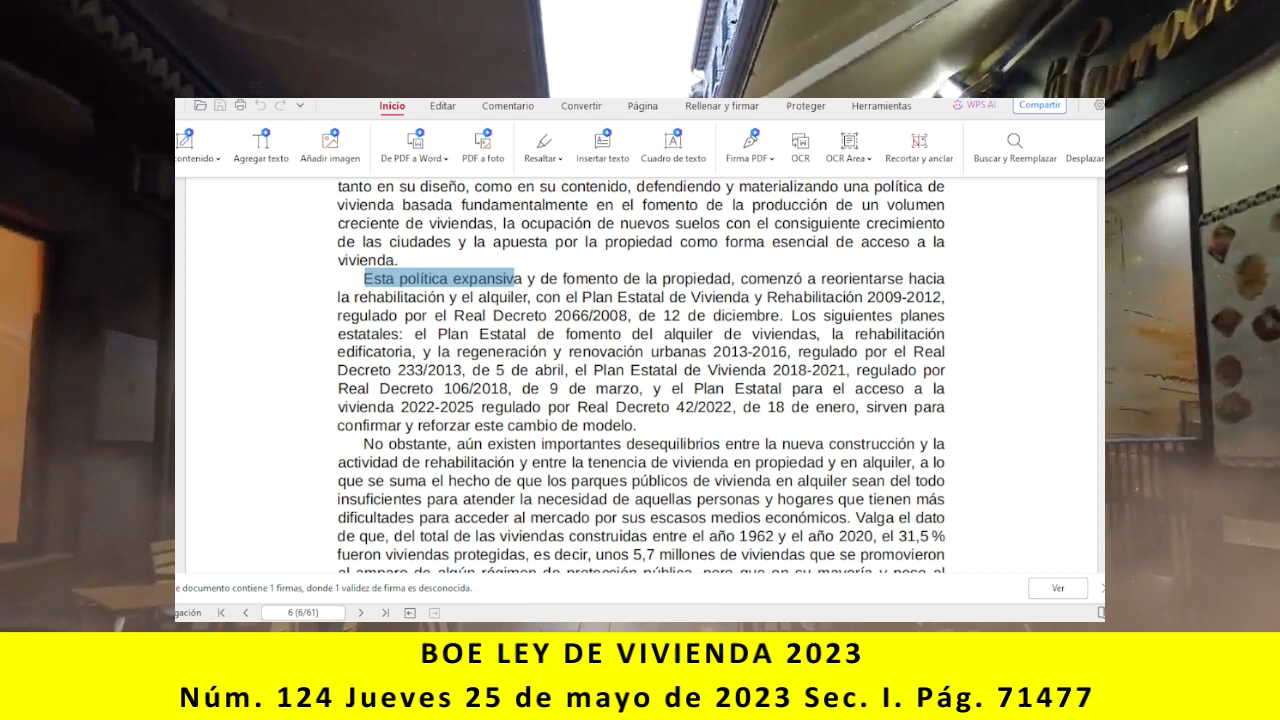 Inicio Editar Comentario Convertir Página Rellenar y firmar Proteger Herramientas WPS AI Compartir
contenido Agregar texto Añadir imagen De PDF a Word PDF a foto Resaltar Insertar texto Cuadro de texto Firma PDF OCR OCR Area Recortar y anclar Buscar y Reemplazar Desplazar
tanto en su diseño, como en su contenido, defendiendo y materializando una política de
vivienda basada fundamentalmente en el fomento de la producción de un volumen
creciente de viviendas, la ocupación de nuevos suelos con el consiguiente crecimiento
de las ciudades y la apuesta por la propiedad como forma esencial de acceso a la
vivienda.
Esta política expansiva y de fomento de la propiedad, comenzó a reorientarse hacia
la rehabilitación y el alquiler, con el Plan Estatal de Vivienda y Rehabilitación 2009-2012,
regulado por el Real Decreto 2066/2008, de 12 de diciembre. Los siguientes planes
estatales: el Plan Estatal de fomento del alquiler de viviendas, la rehabilitación
edificatoria, y la regeneración y renovación urbanas 2013-2016, regulado por el Real
Decreto 233/2013, de 5 de abril, el Plan Estatal de Vivienda 2018-2021, regulado por
Real Decreto 106/2018, de 9 de marzo, y el Plan Estatal para el acceso a la
vivienda 2022-2025 regulado por Real Decreto 42/2022, de 18 de enero, sirven para
confirmar y reforzar este cambio de modelo.
No obstante, aún existen importantes desequilibrios entre la nueva construcción y la
actividad de rehabilitación y entre la tenencia de vivienda en propiedad y en alquiler, a lo
que se suma el hecho de que los parques públicos de vivienda en alquiler sean del todo
insuficientes para atender la necesidad de aquellas personas y hogares que tienen más
dificultades para acceder al mercado por sus escasos medios económicos. Valga el dato
de que, del total de las viviendas construidas entre el año 1962 y el año 2020, el 31,5 %
fueron viviendas protegidas, es decir, unos 5,7 millones de viviendas que se promovieron
al amparo de algún régimen de protección pública, pero que en su mayoría y pese al
e documento contiene 1 firmas, donde 1 validez de firma es desconocida. Ver
gación 6 (6/61)
BOE LEY DE VIVIENDA 2023
Núm. 124 Jueves 25 de mayo de 2023 Sec. I. Pág. 71477